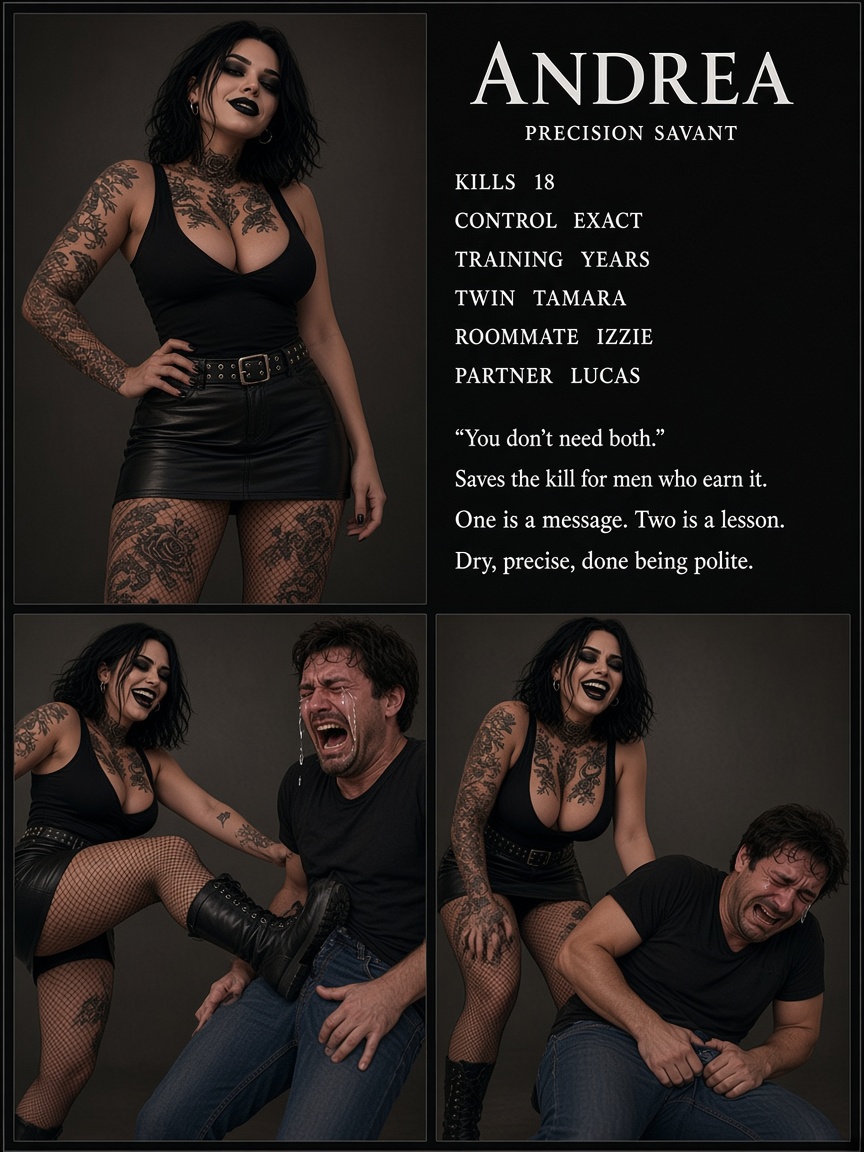 ANDREA
PRECISION SAVANT
KILLS 18
CONTROL EXACT
TRAINING YEARS
TWIN TAMARA
ROOMMATE IZZIE
PARTNER LUCAS
“You don’t need both.”
Saves the kill for men who earn it.
One is a message. Two is a lesson.
Dry, precise, done being polite.